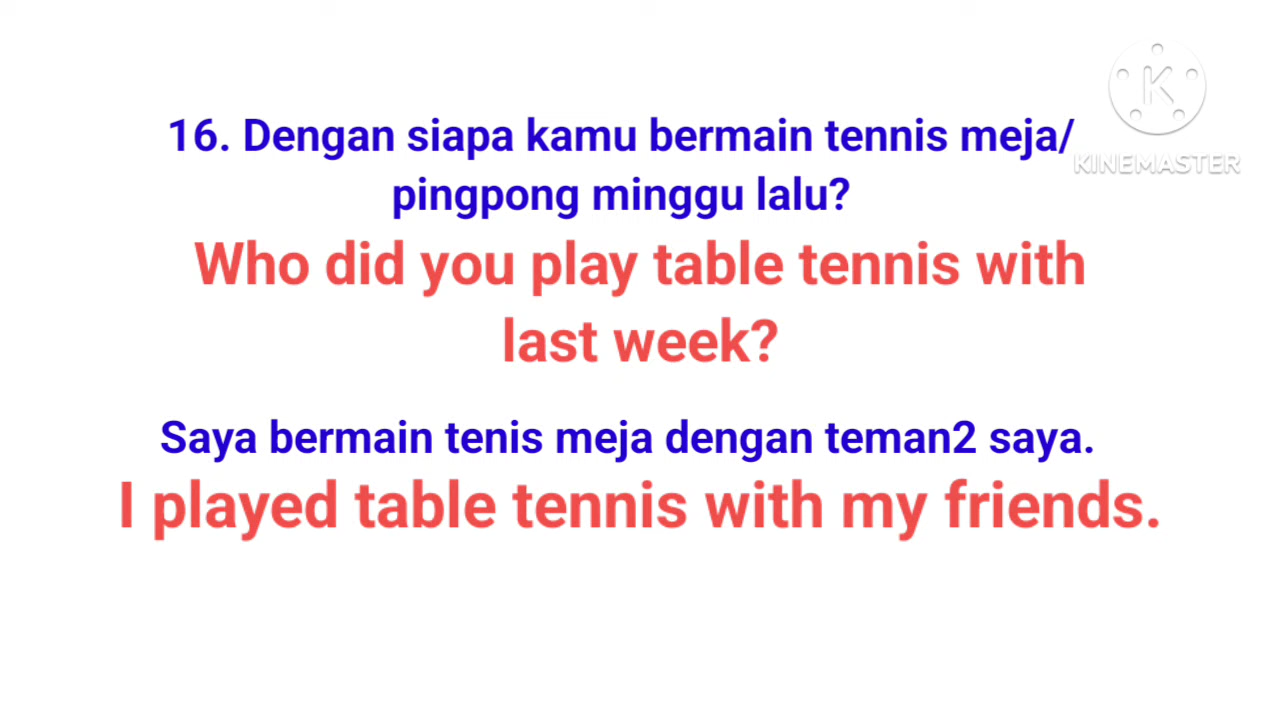 16. Dengan siapa kamu bermain tennis meja/
pingpong minggu lalu?
Who did you play table tennis with
last week?
Saya bermain tenis meja dengan teman2 saya.
I played table tennis with my friends.
K
KINEMASTER